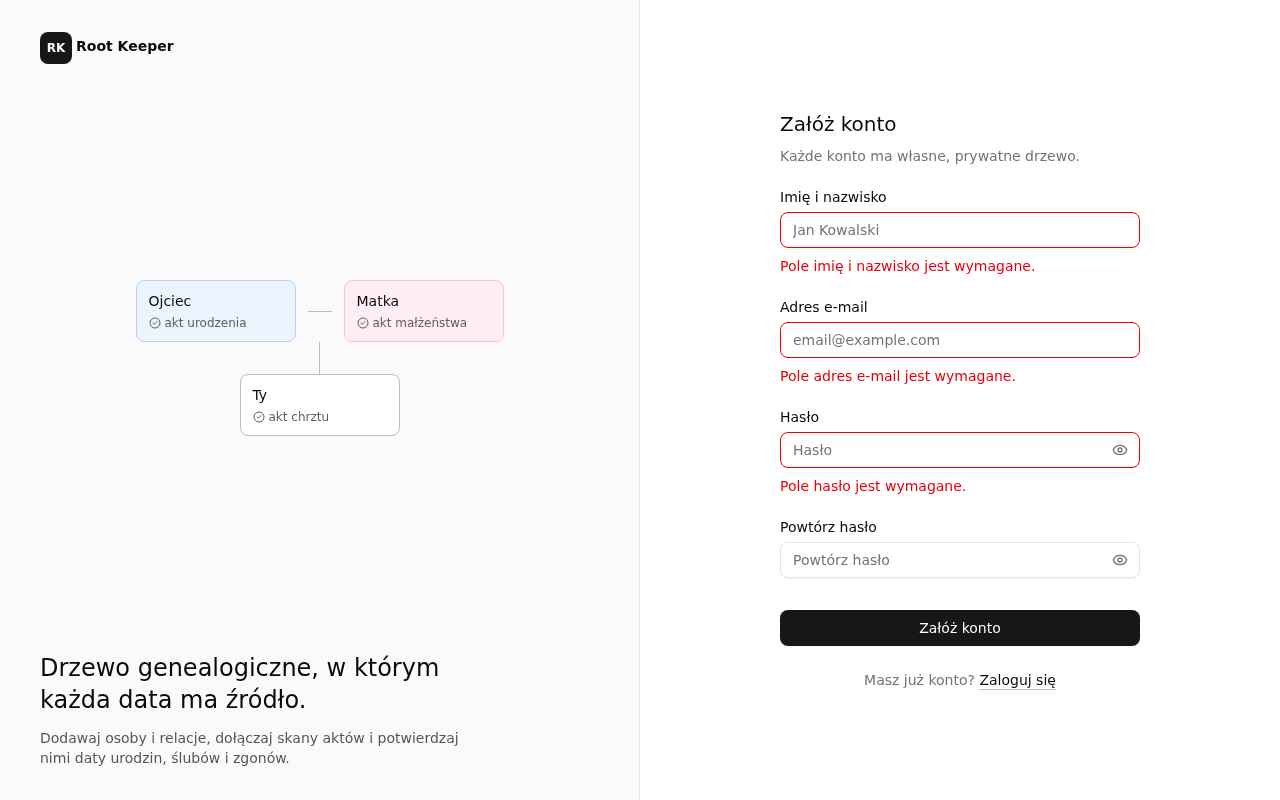 RK Root Keeper
Ojciec
akt urodzenia
Matka
akt małżeństwa
Ty
akt chrztu
Drzewo genealogiczne, w którym
każda data ma źródło.
Dodawaj osoby i relacje, dołączaj skany aktów i potwierdzaj
nimi daty urodzin, ślubów i zgonów.
Załóż konto
Każde konto ma własne, prywatne drzewo.
Imię i nazwisko
Jan Kowalski
Pole imię i nazwisko jest wymagane.
Adres e-mail
email@example.com
Pole adres e-mail jest wymagane.
Hasło
Hasło
Pole hasło jest wymagane.
Powtórz hasło
Powtórz hasło
Załóż konto
Masz już konto? Zaloguj się